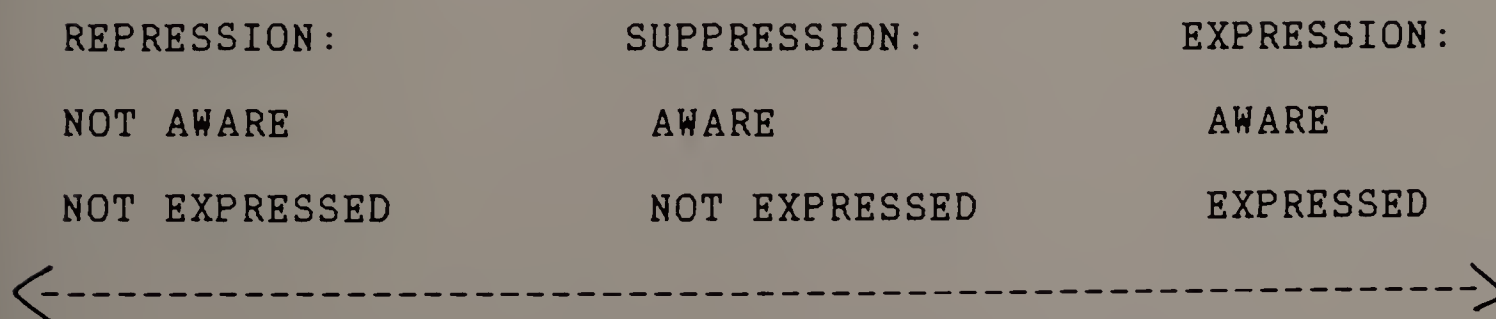 REPRESSION: SUPPRESSION: EXPRESSION:
NOT AWARE AWARE AWARE
NOT EXPRESSED NOT EXPRESSED EXPRESSED